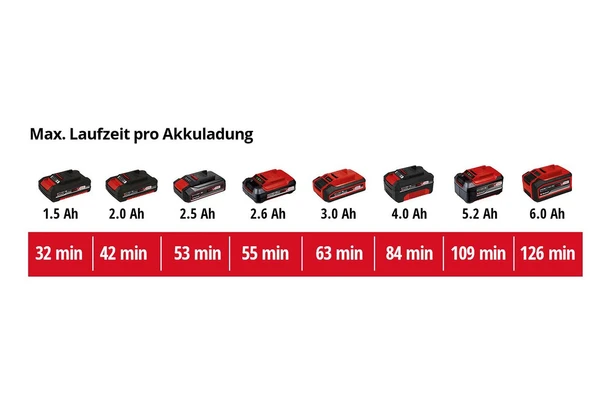 Max. Laufzeit pro Akkuladung
1.5 Ah 2.0 Ah 2.5 Ah 2.6 Ah 3.0 Ah 4.0 Ah 5.2 Ah 6.0 Ah
32 min 42 min 53 min 55 min 63 min 84 min 109 min 126 min